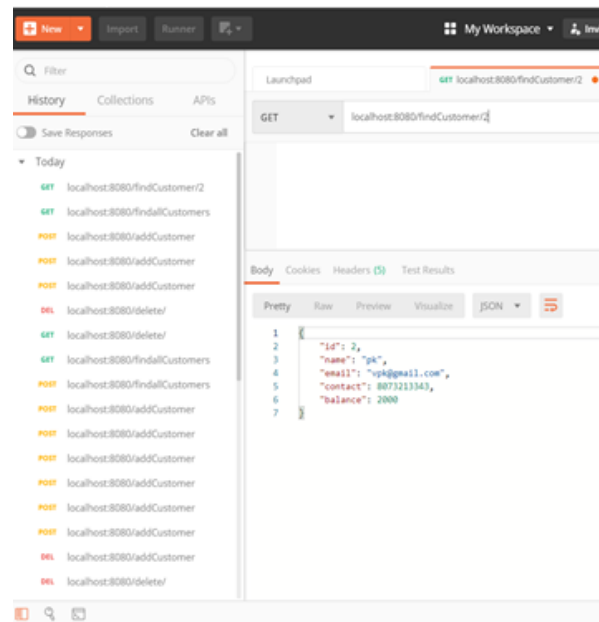 New Import Runner My Workspace Inv
Filter
History Collections APIs
Save Responses Clear all
Today
GET localhost:8080/findCustomer/2
GET localhost:8080/findallCustomers
POST localhost:8080/addCustomer
POST localhost:8080/addCustomer
POST localhost:8080/addCustomer
DEL localhost:8080/delete/
GET localhost:8080/delete/
GET localhost:8080/findallCustomers
POST localhost:8080/findallCustomers
POST localhost:8080/addCustomer
POST localhost:8080/addCustomer
POST localhost:8080/addCustomer
POST localhost:8080/addCustomer
POST localhost:8080/addCustomer
POST localhost:8080/addCustomer
DEL localhost:8080/addCustomer
DEL localhost:8080/delete/
Launchpad GET localhost:8080/findCustomer/2
GET localhost:8080/findCustomer/2
Body Cookies Headers (5) Test Results
Pretty Raw Preview Visualize JSON
1 {
2 "id": 2,
3 "name": "pk",
4 "email": "vpk@gmail.com",
5 "contact": 8073213343,
6 "balance": 2000
7 }